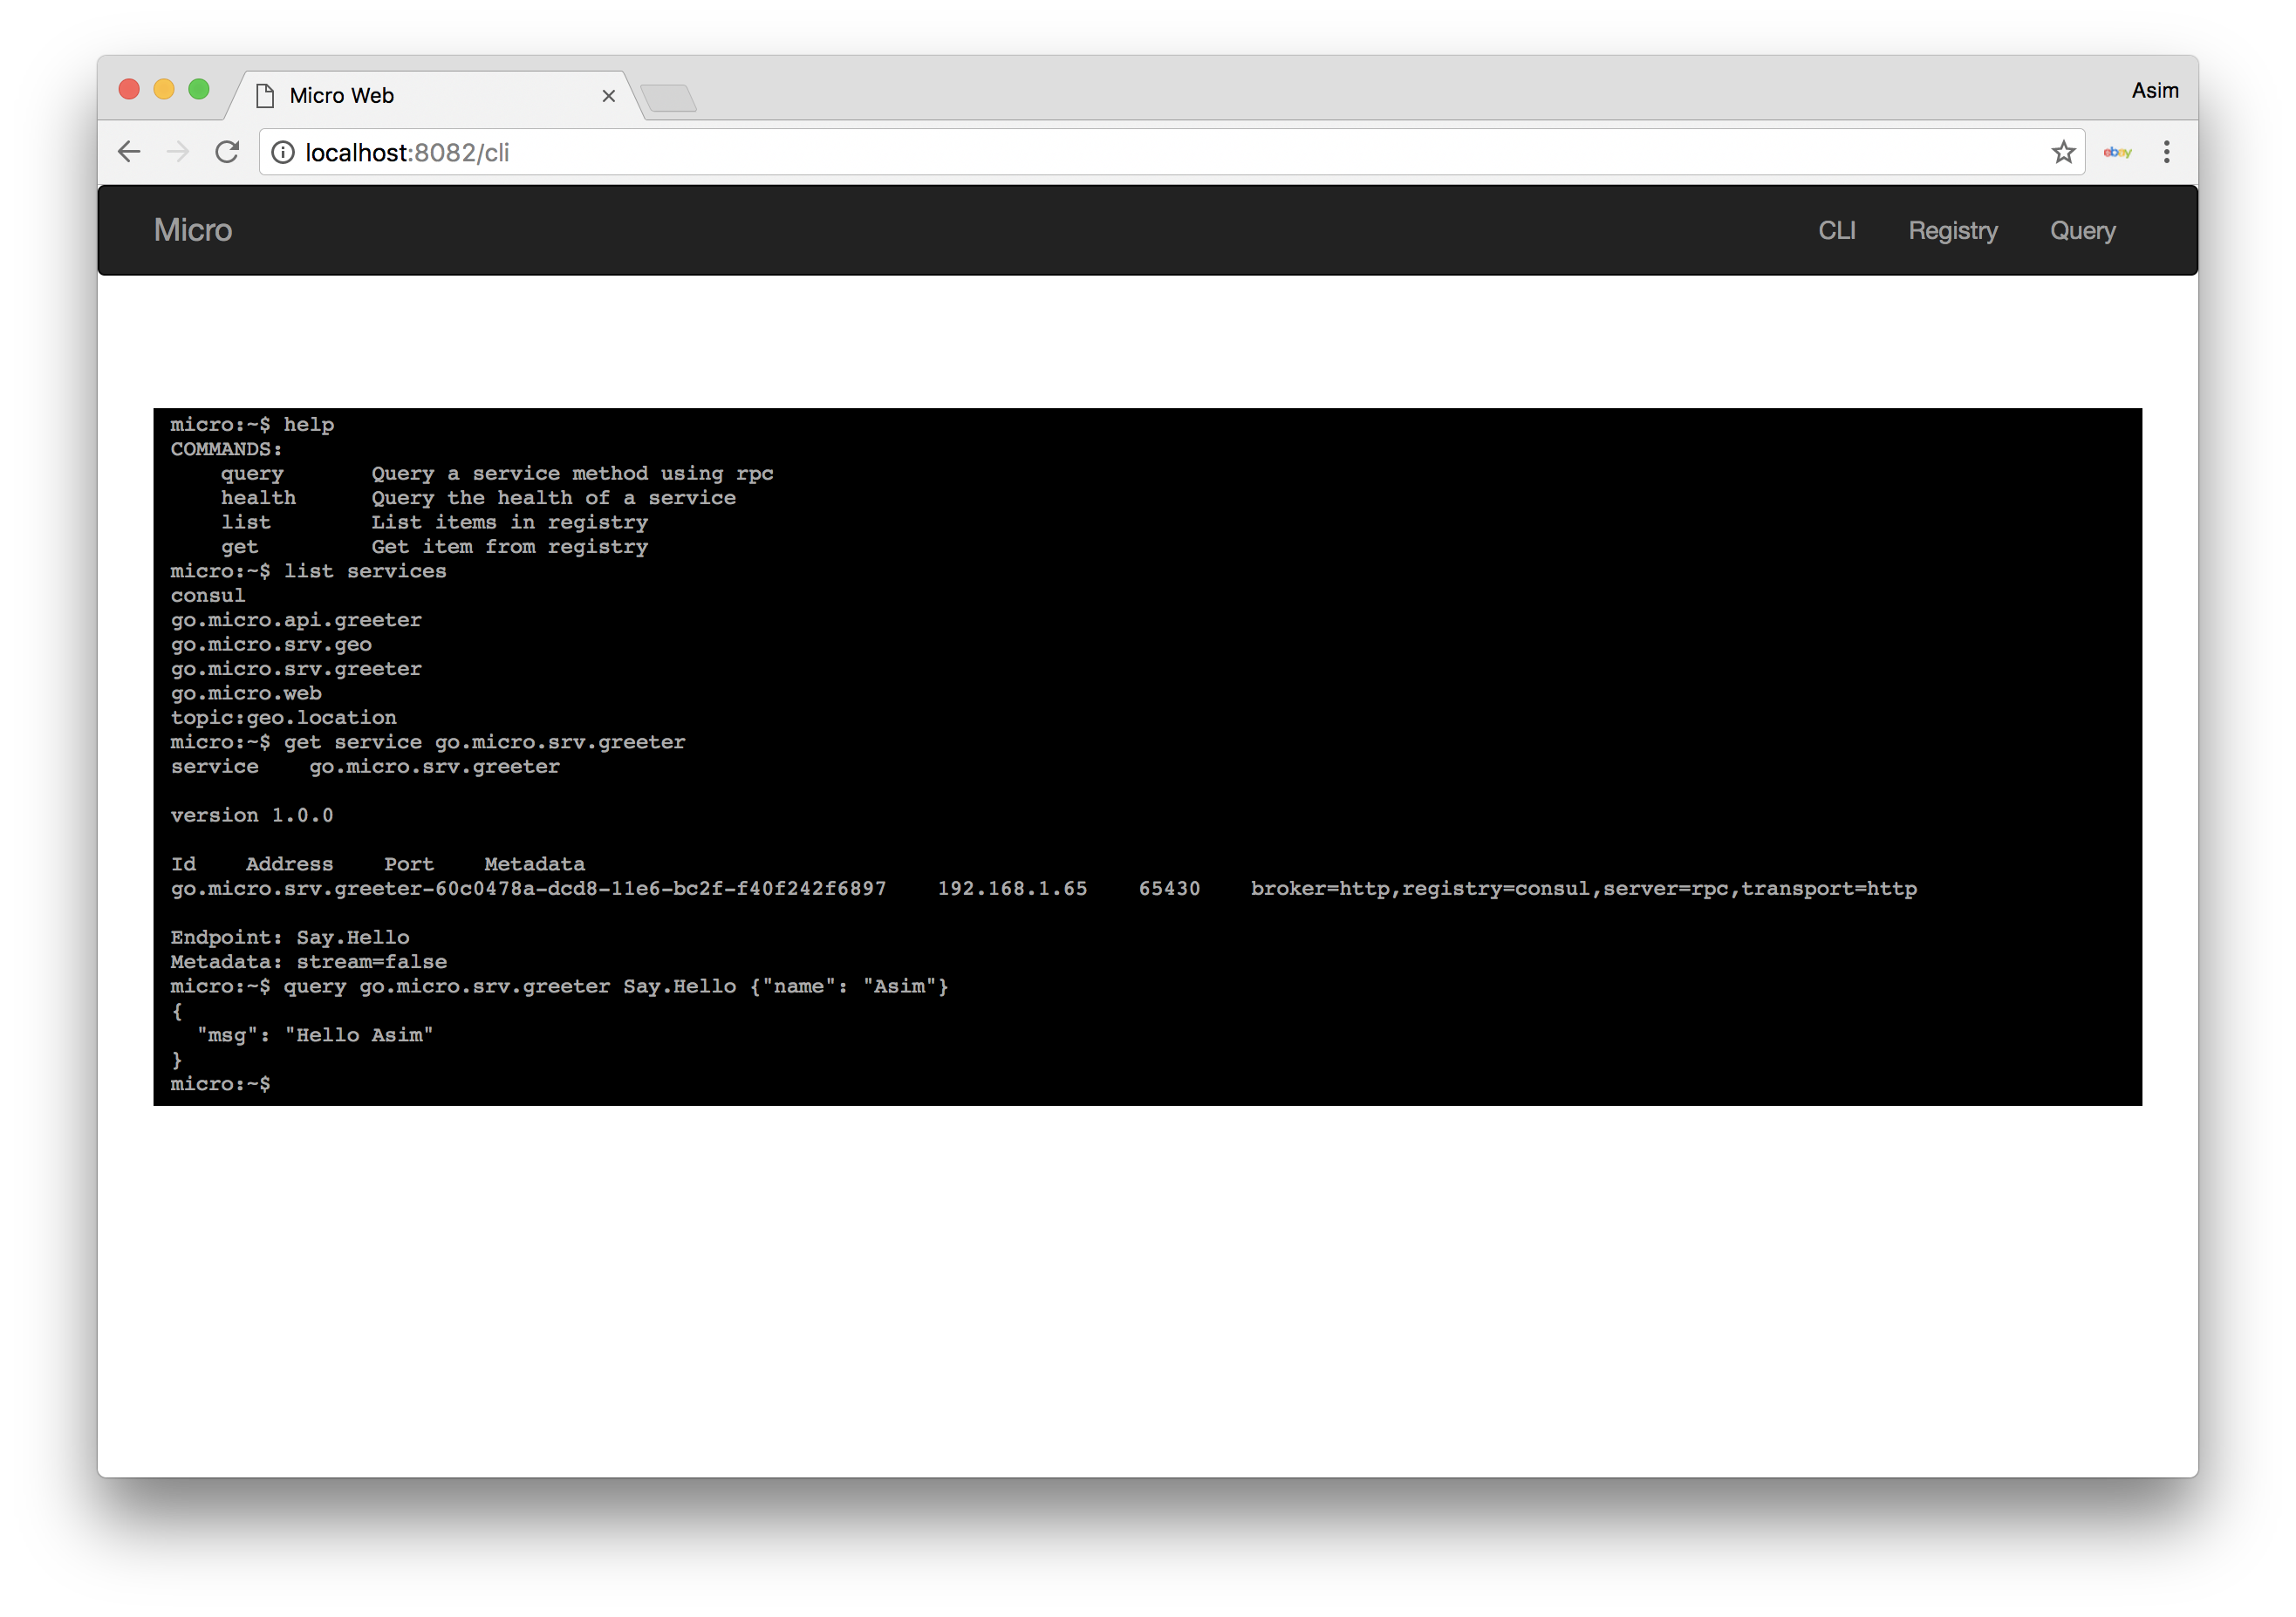 Micro Web
Asim
localhost:8082/cli
ebay
Micro CLI Registry Query
micro:~$ help
COMMANDS:
    query       Query a service method using rpc
    health      Query the health of a service
    list        List items in registry
    get         Get item from registry
micro:~$ list services
consul
go.micro.api.greeter
go.micro.srv.geo
go.micro.srv.greeter
go.micro.web
topic:geo.location
micro:~$ get service go.micro.srv.greeter
service    go.micro.srv.greeter
version 1.0.0
Id    Address    Port    Metadata
go.micro.srv.greeter-60c0478a-dcd8-11e6-bc2f-f40f242f6897    192.168.1.65    65430    broker=http,registry=consul,server=rpc,transport=http
Endpoint: Say.Hello
Metadata: stream=false
micro:~$ query go.micro.srv.greeter Say.Hello {"name": "Asim"}
{
  "msg": "Hello Asim"
}
micro:~$